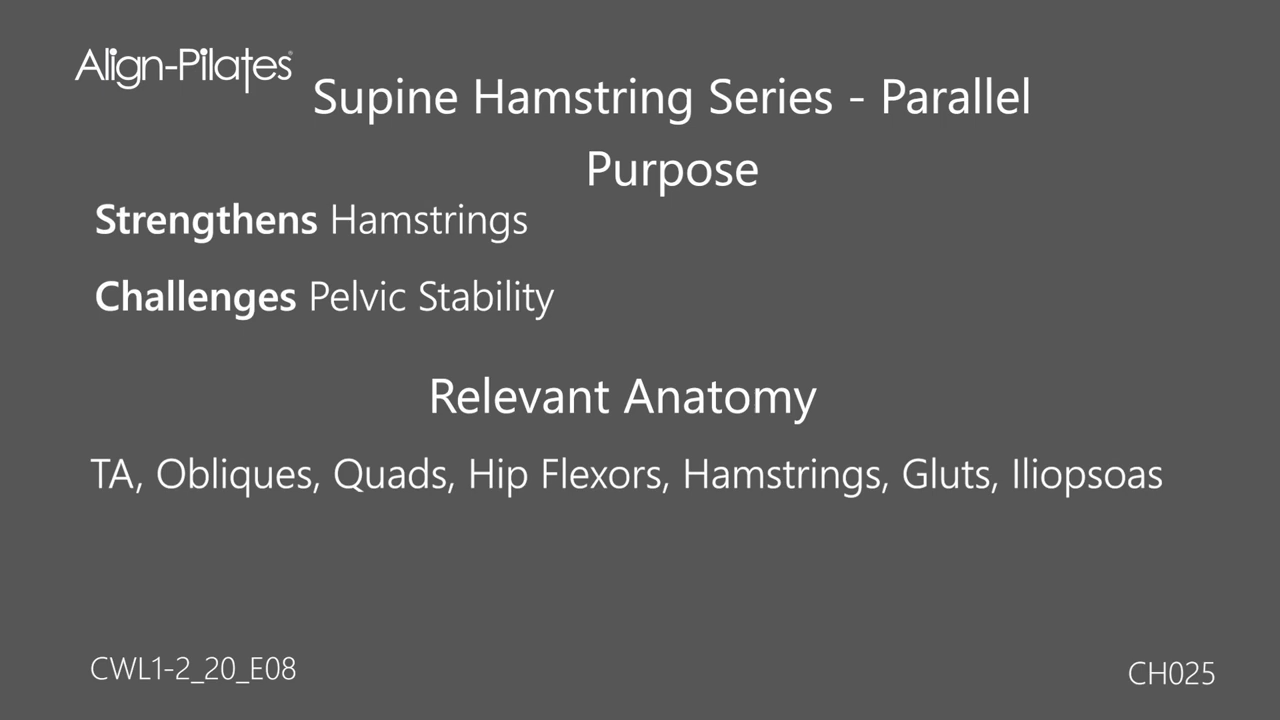 Align-Pilates®
Supine Hamstring Series - Parallel
Purpose
Strengthens Hamstrings
Challenges Pelvic Stability
Relevant Anatomy
TA, Obliques, Quads, Hip Flexors, Hamstrings, Gluts, Iliopsoas
CWL1-2_20_E08
CH025